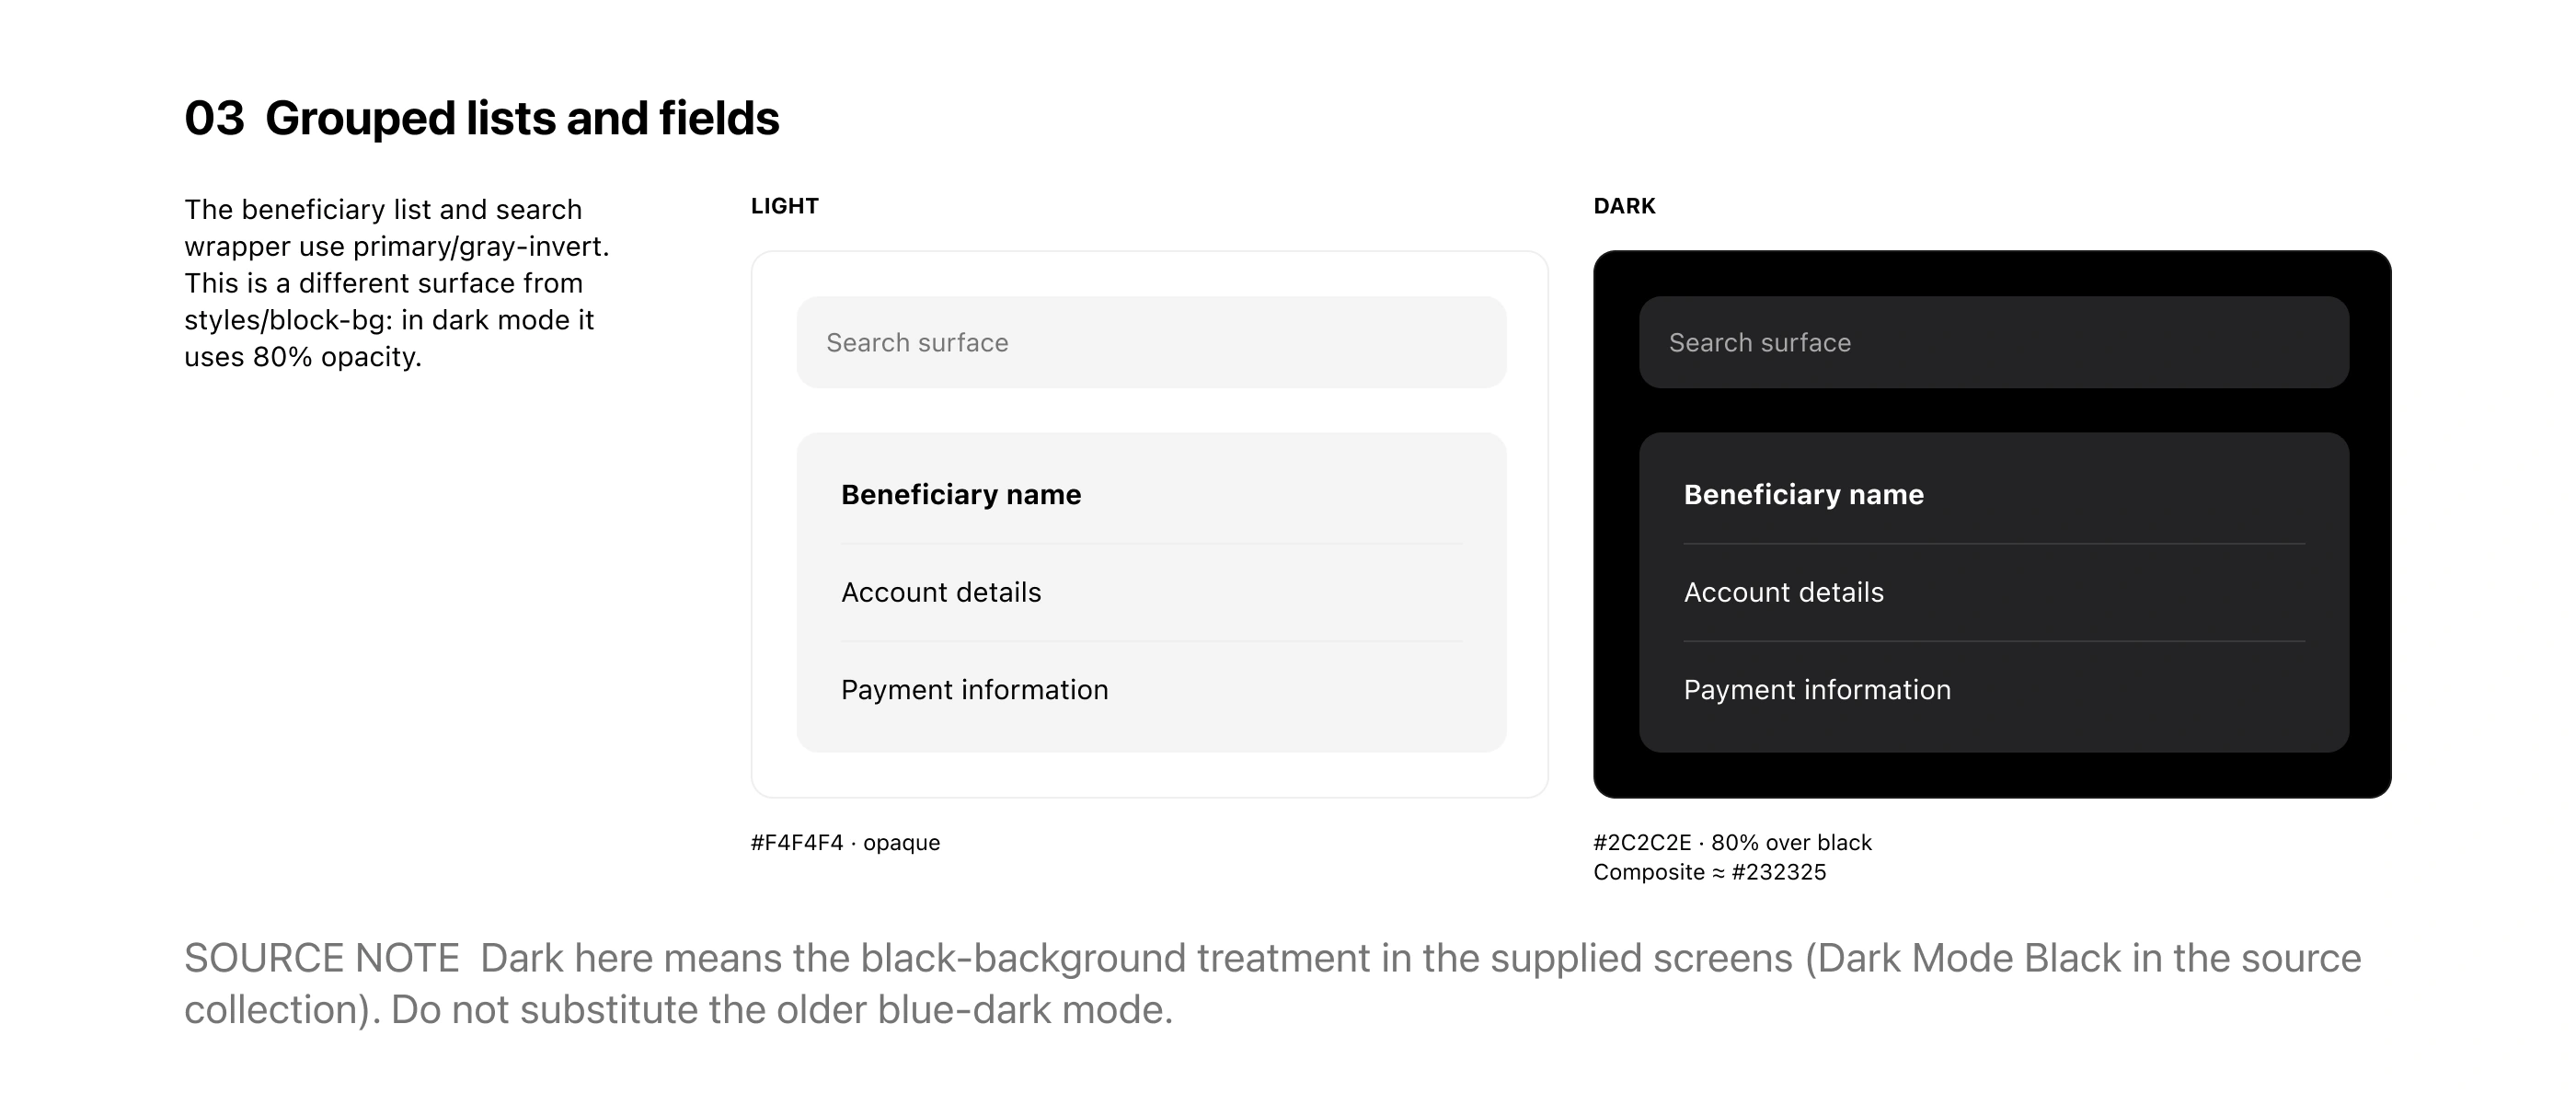 03 Grouped lists and fields
The beneficiary list and search
wrapper use primary/gray-invert.
This is a different surface from
styles/block-bg: in dark mode it
uses 80% opacity.
LIGHT
Search surface
Beneficiary name
Account details
Payment information
#F4F4F4 · opaque
DARK
Search surface
Beneficiary name
Account details
Payment information
#2C2C2E · 80% over black
Composite ≈ #232325
SOURCE NOTE Dark here means the black-background treatment in the supplied screens (Dark Mode Black in the source
collection). Do not substitute the older blue-dark mode.